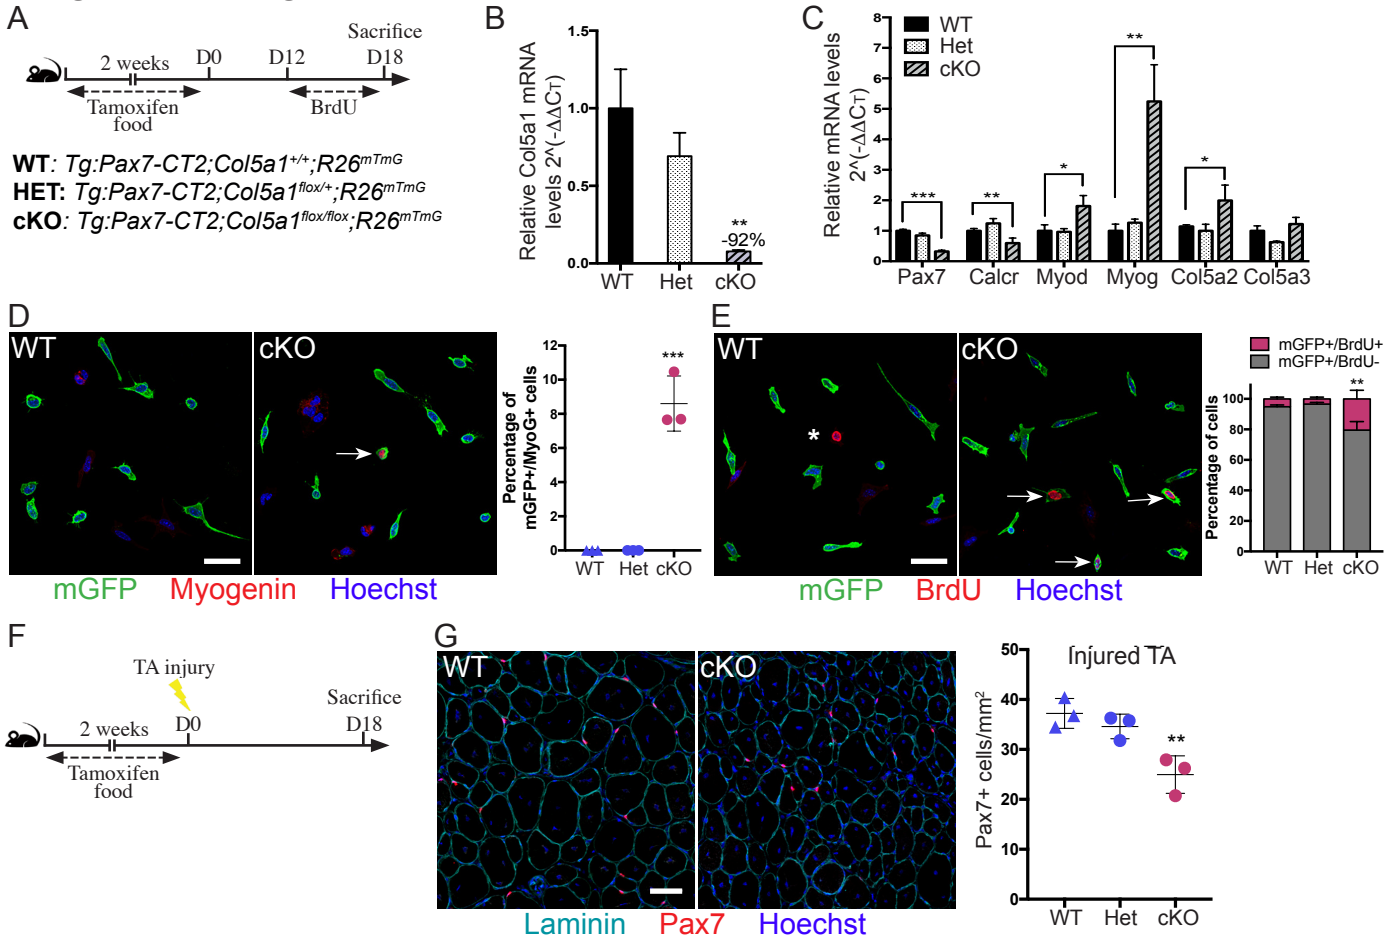 A
2 weeks
D0
D12
Sacrifice
D18
Tamoxifen
food
BrdU
WT: Tg:Pax7-CT2;Col5a1+/+;R26mTmG
HET: Tg:Pax7-CT2;Col5a1flox/+;R26mTmG
cKO: Tg:Pax7-CT2;Col5a1flox/flox;R26mTmG
B
Relative Col5a1 mRNA
levels 2^(-ΔΔCT)
1.5
1.0
0.5
0.0
**
-92%
WT
Het
cKO
C
Relative mRNA levels
2^(-ΔΔCT)
8
7
6
5
4
3
2
1
0
WT
Het
cKO
***
**
*
**
*
Pax7
Calcr
Myod
Myog
Col5a2
Col5a3
D
WT
cKO
mGFP
Myogenin
Hoechst
Percentage of
mGFP+/MyoG+ cells
12
10
8
6
4
2
0
***
WT
Het
cKO
E
WT
*
cKO
mGFP
BrdU
Hoechst
mGFP+/BrdU+
mGFP+/BrdU-
Percentage of cells
100
80
60
40
20
0
**
WT
Het
cKO
F
TA injury
2 weeks
D0
Sacrifice
D18
Tamoxifen
food
G
WT
cKO
Laminin
Pax7
Hoechst
Injured TA
Pax7+ cells/mm2
50
40
30
20
10
0
**
WT
Het
cKO